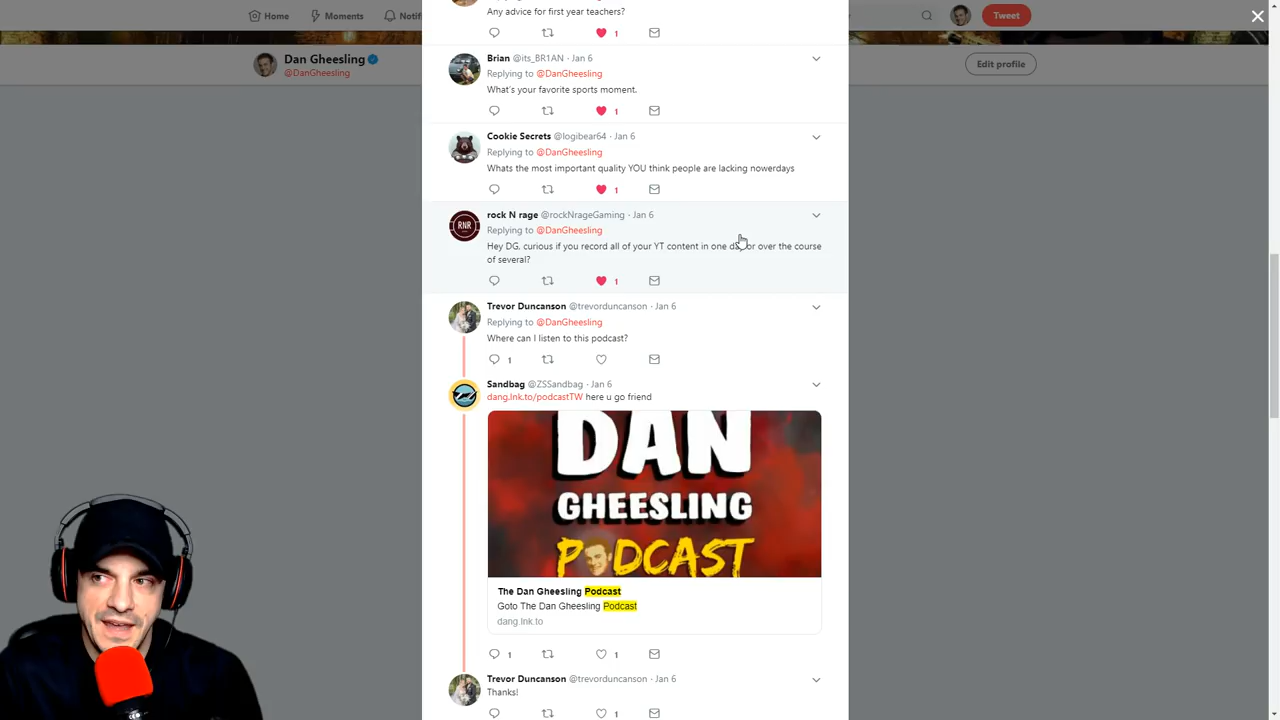 Home
Moments
Notifi
Tweet
Dan Gheesling
@DanGheesling
Edit profile
Any advice for first year teachers?
1
Brian @its_BR1AN · Jan 6
Replying to @DanGheesling
What's your favorite sports moment.
1
Cookie Secrets @logibear64 · Jan 6
Replying to @DanGheesling
Whats the most important quality YOU think people are lacking nowerdays
1
RNR
rock N rage @rockNrageGaming · Jan 6
Replying to @DanGheesling
Hey DG, curious if you record all of your YT content in one d or over the course
of several?
1
Trevor Duncanson @trevorduncanson · Jan 6
Replying to @DanGheesling
Where can I listen to this podcast?
1
Sandbag @ZSSandbag · Jan 6
dang.lnk.to/podcastTW here u go friend
DAN
GHEESLING
PODCAST
The Dan Gheesling Podcast
Goto The Dan Gheesling Podcast
dang.lnk.to
1 1
Trevor Duncanson @trevorduncanson · Jan 6
Thanks!
1